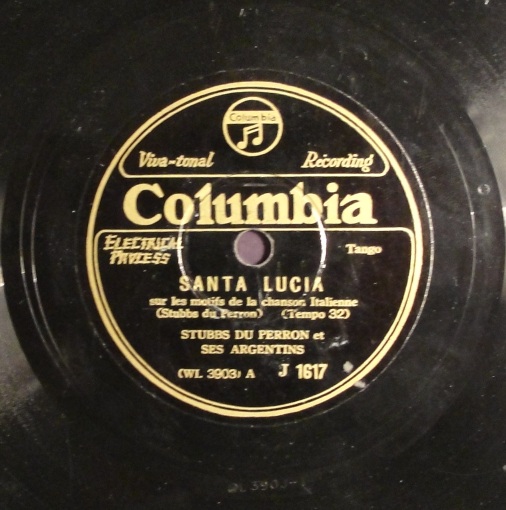 Columbia
Viva-tonal Recording
Columbia
ELECTRICAL PROCESS
Tango
SANTA LUCIA
sur les motifs de la chanson Italienne
(Stubbs du Perron) (Tempo 32)
STUBBS DU PERRON et
SES ARGENTINS
(WL 3903) A J 1617